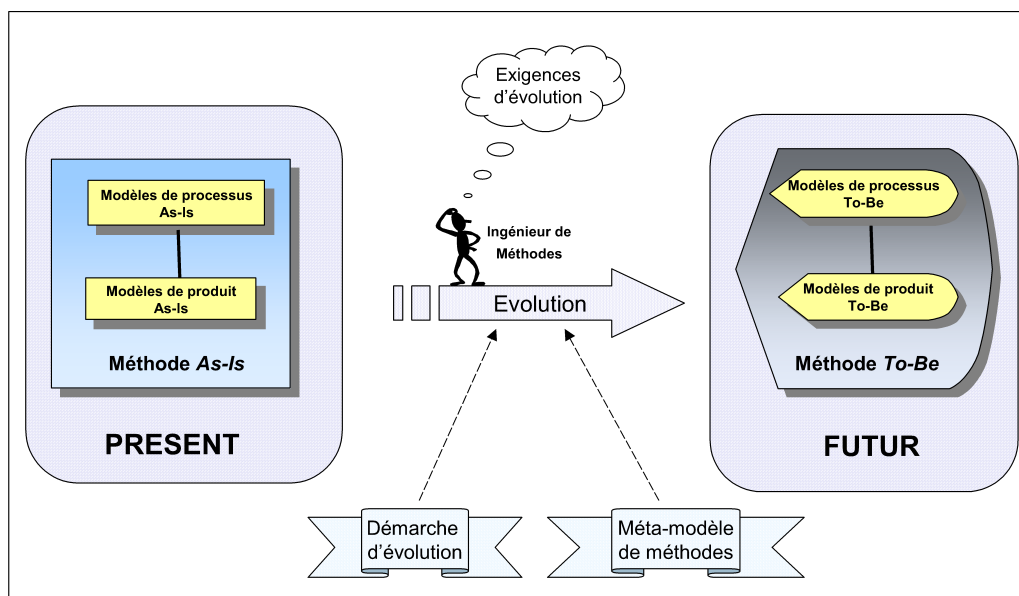 Exigences
d'évolution
Modèles de processus
As-Is
Modèles de produit
As-Is
Méthode As-Is
PRESENT
Ingénieur de
Méthodes
Evolution
Modèles de processus
To-Be
Modèles de produit
To-Be
Méthode To-Be
FUTUR
Démarche
d'évolution
Méta-modèle
de méthodes